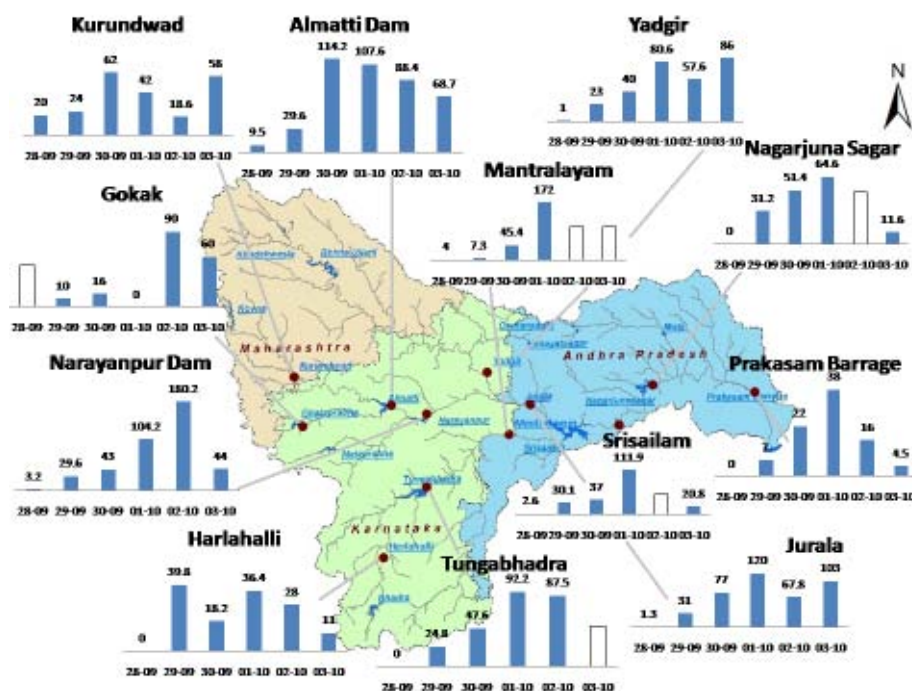 Kurundwad
20 24 62 42 18.6 58
28-09 29-09 30-09 01-10 02-10 03-10
Almatti Dam
9.5 29.6 114.2 107.6 88.4 68.7
28-09 29-09 30-09 01-10 02-10 03-10
Yadgir
1 23 40 80.6 57.6 86
28-09 29-09 30-09 01-10 02-10 03-10
N
Nagarjuna Sagar
0 31.2 51.4 64.6 11.6
28-09 29-09 30-09 01-10 02-10 03-10
Mantralayam
4 7.3 45.4 172
28-09 29-09 30-09 01-10 02-10 03-10
Gokak
10 16 0 90 60
28-09 29-09 30-09 01-10 02-10 03-10
Maharashtra
Andhra Pradesh
Karnataka
Narayanpur
Tungabhadra
Harlahalli
Bhadra
Narayanpur Dam
3.2 29.6 43 104.2 180.2 44
28-09 29-09 30-09 01-10 02-10 03-10
Prakasam Barrage
0 22 38 16 4.5
28-09 29-09 30-09 01-10 02-10 03-10
Srisailam
2.6 30.1 37 111.9 20.8
28-09 29-09 30-09 01-10 02-10 03-10
Harlahalli
0 39.8 18.2 36.4 28 11
28-09 29-09 30-09 01-10 02-10 03-10
Tungabhadra
0 24.8 47.6 92.2 87.5
28-09 29-09 30-09 01-10 02-10 03-10
Jurala
1.3 31 77 120 67.8 103
28-09 29-09 30-09 01-10 02-10 03-10